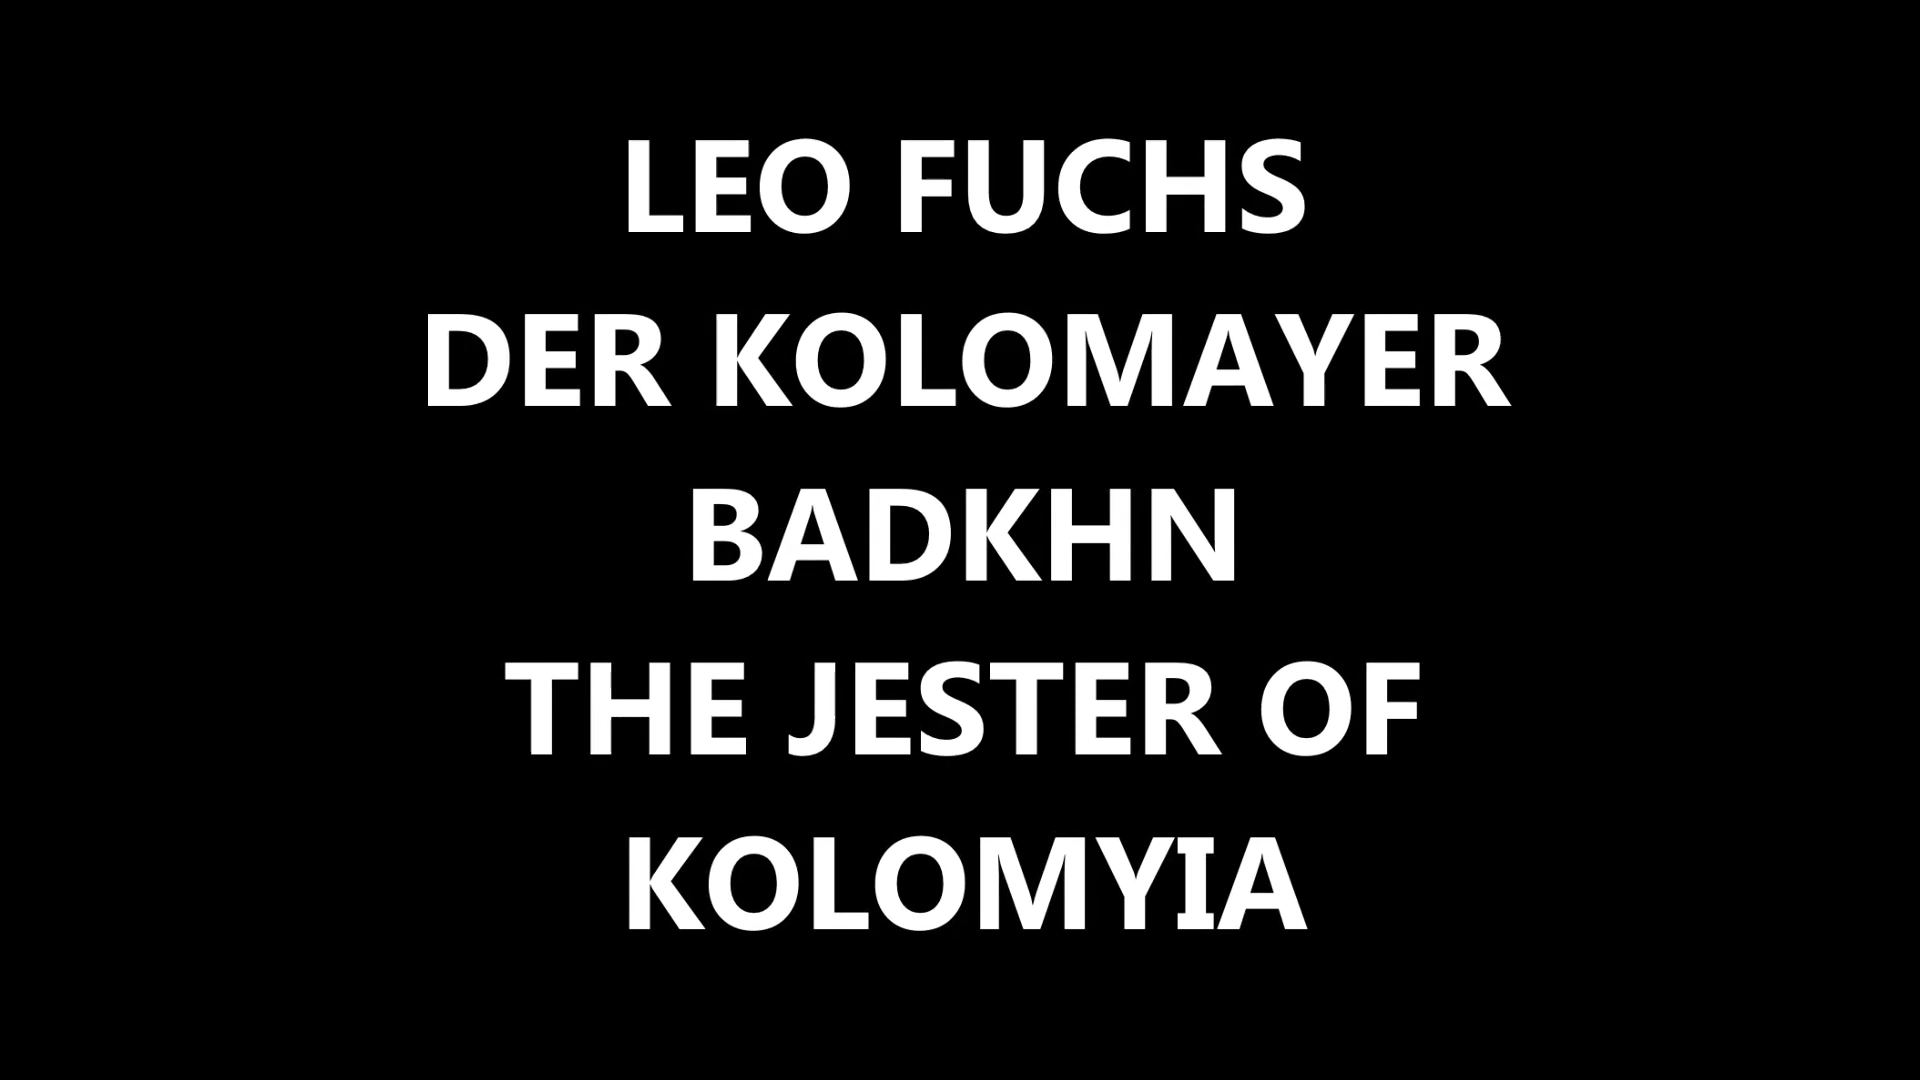 LEO FUCHS
DER KOLOMAYER
BADKHN
THE JESTER OF
KOLOMYIA